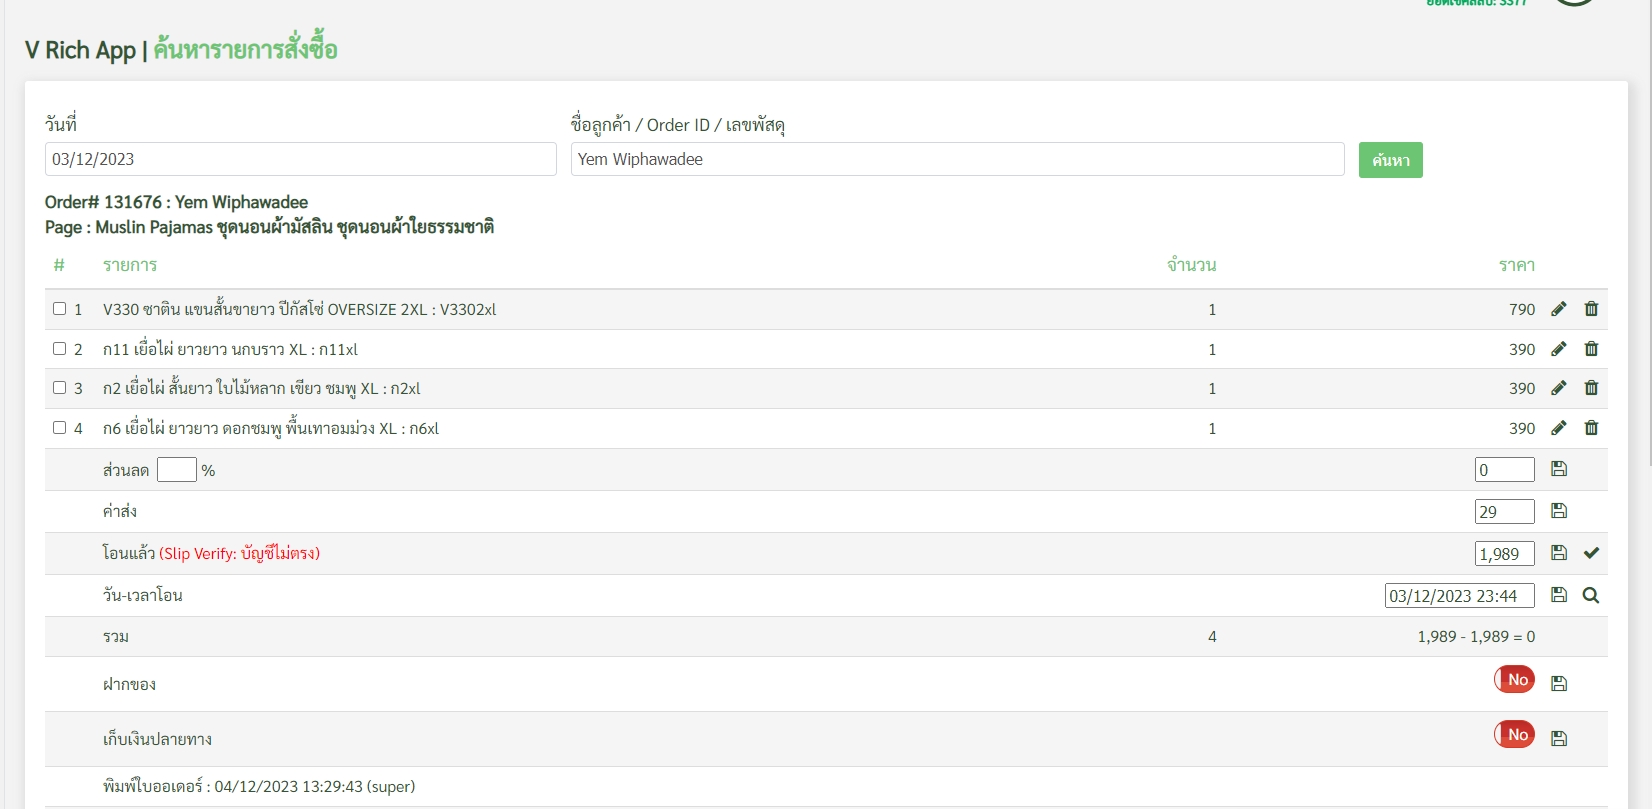 ยอดเช็คสลิป: 3377
V Rich App | ค้นหารายการสั่งซื้อ
วันที่ ชื่อลูกค้า / Order ID / เลขพัสดุ
03/12/2023 Yem Wiphawadee ค้นหา
Order# 131676 : Yem Wiphawadee
Page : Muslin Pajamas ชุดนอนผ้ามัสลิน ชุดนอนผ้าใยธรรมชาติ
# รายการ จำนวน ราคา
1 V330 ซาติน แขนสั้นขายาว ปีกัสโซ่ OVERSIZE 2XL : V3302xl 1 790
2 ก11 เยื่อไผ่ ยาวยาว นกบราว XL : ก11xl 1 390
3 ก2 เยื่อไผ่ สั้นยาว ใบไม้หลาก เขียว ชมพู XL : ก2xl 1 390
4 ก6 เยื่อไผ่ ยาวยาว ดอกชมพู พื้นเทาอมม่วง XL : ก6xl 1 390
ส่วนลด % 0
ค่าส่ง 29
โอนแล้ว (Slip Verify: บัญชีไม่ตรง) 1,989
วัน-เวลาโอน 03/12/2023 23:44
รวม 4 1,989 - 1,989 = 0
ฝากของ No
เก็บเงินปลายทาง No
พิมพ์ใบออเดอร์ : 04/12/2023 13:29:43 (super)